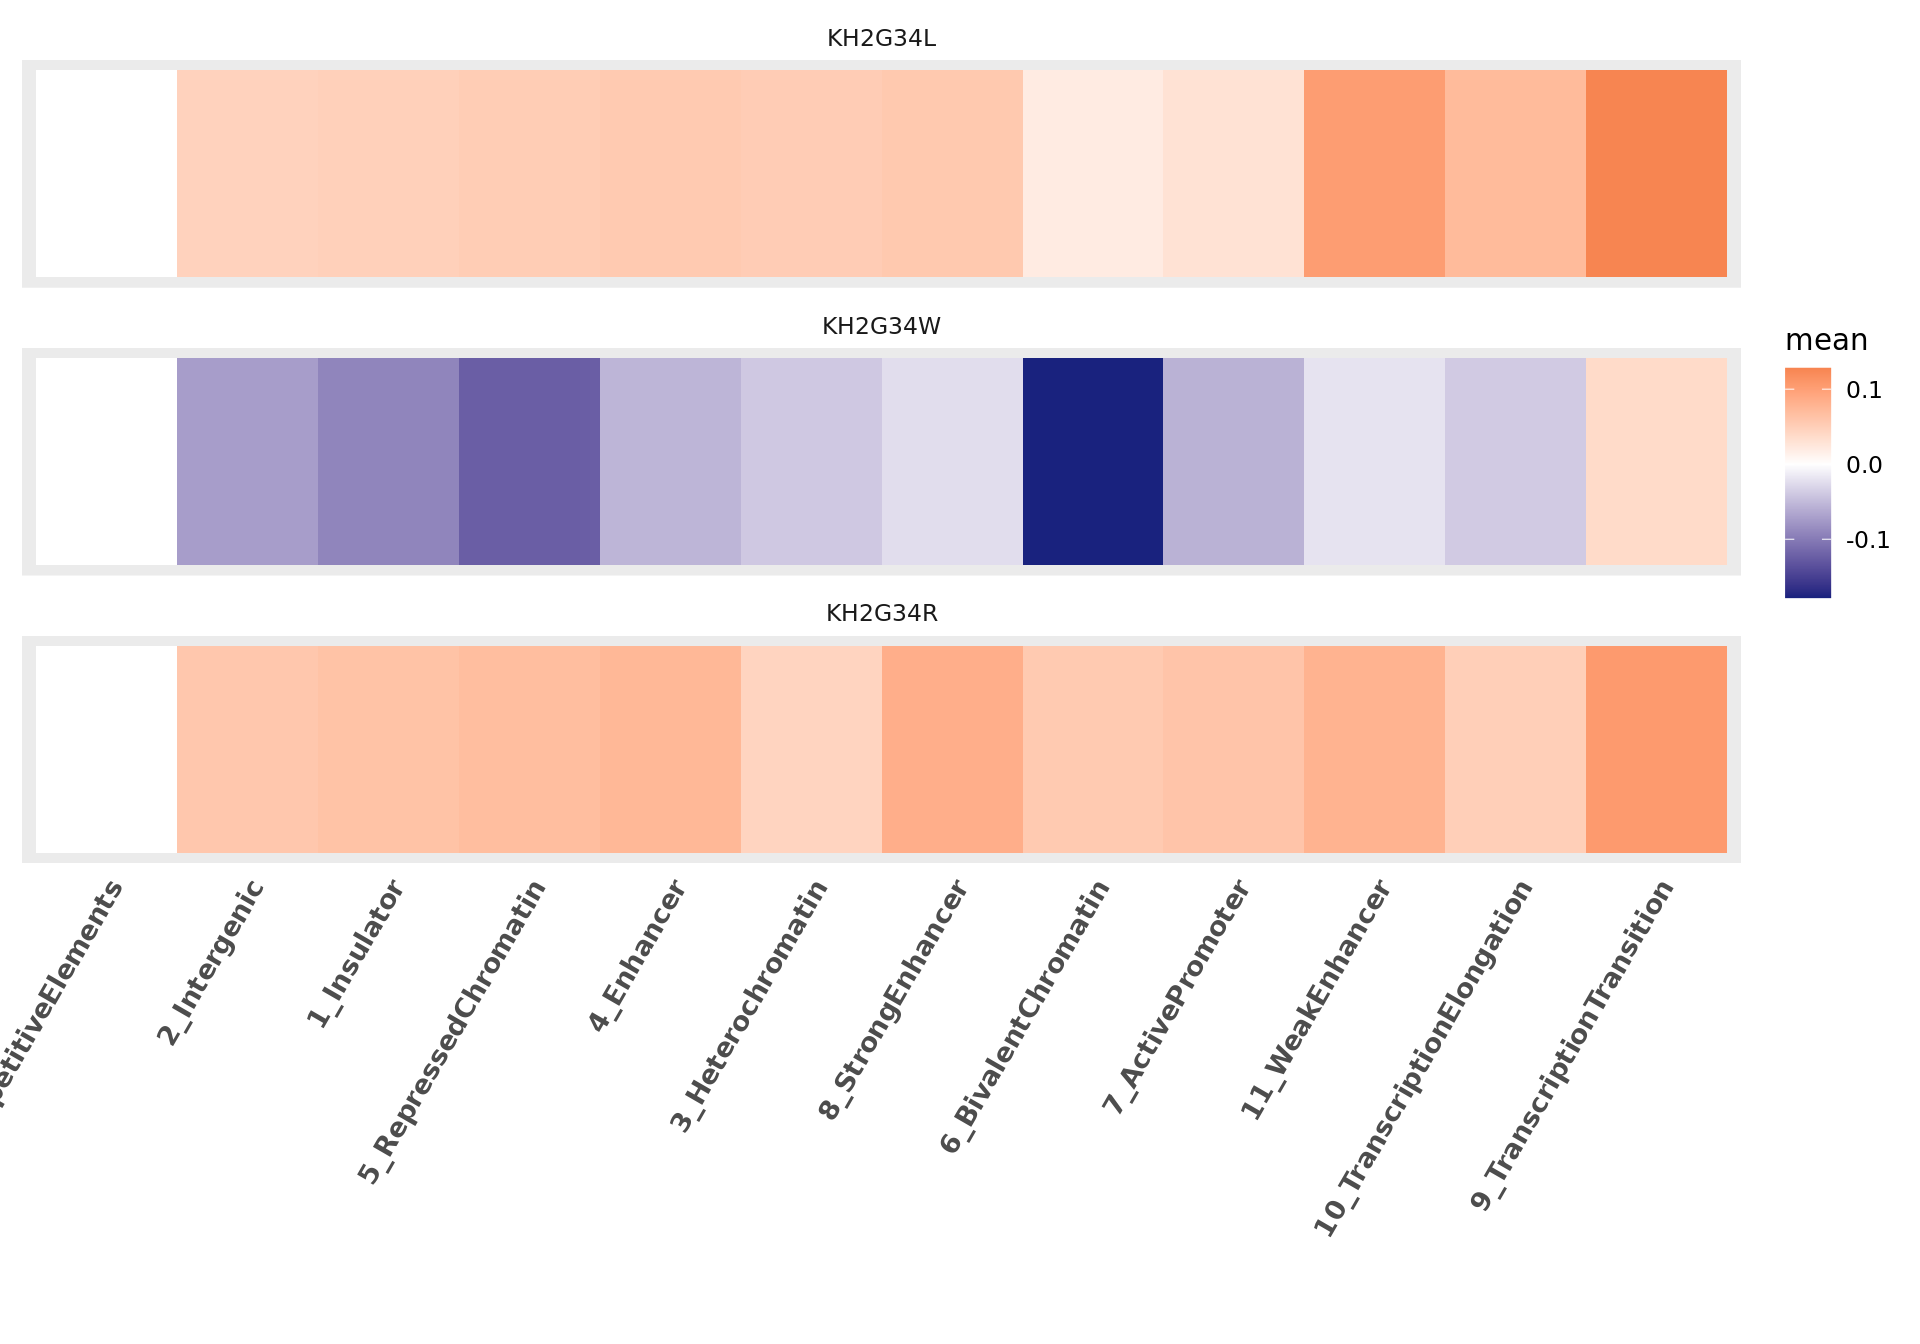 KH2G34L
KH2G34W
mean
0.1
0.0
-0.1
KH2G34R
petitiveElements
2_Intergenic
1_Insulator
5_RepressedChromatin
4_Enhancer
3_Heterochromatin
8_StrongEnhancer
6_BivalentChromatin
7_ActivePromoter
11_WeakEnhancer
10_TranscriptionElongation
9_TranscriptionTransition